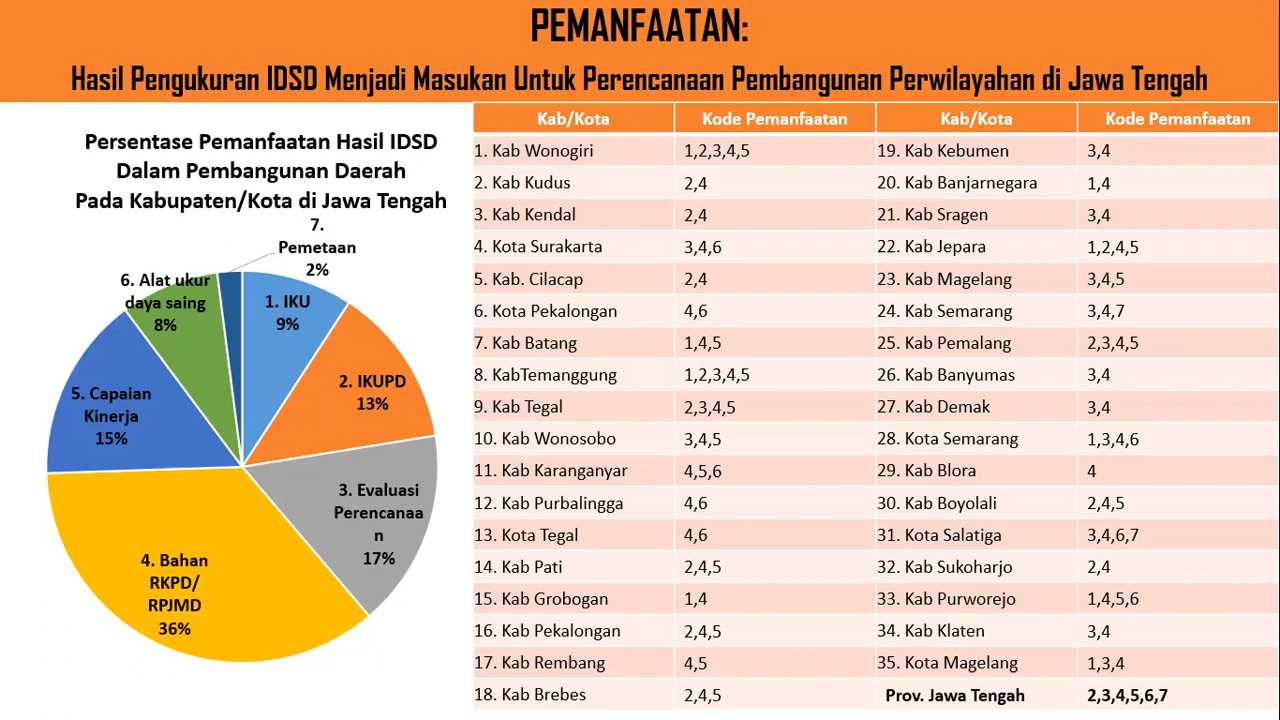 PEMANFAATAN:
Hasil Pengukuran IDSD Menjadi Masukan Untuk Perencanaan Pembangunan Perwilayahan di Jawa Tengah
Persentase Pemanfaatan Hasil IDSD
Dalam Pembangunan Daerah
Pada Kabupaten/Kota di Jawa Tengah
7.
Pemetaan
2%
6. Alat ukur
daya saing
8%
1. IKU
9%
2. IKUPD
13%
5. Capaian
Kinerja
15%
3. Evaluasi
Perencanaa
n
17%
4. Bahan
RKPD/
RPJMD
36%
Kab/Kota Kode Pemanfaatan Kab/Kota Kode Pemanfaatan
1. Kab Wonogiri 1,2,3,4,5 19. Kab Kebumen 3,4
2. Kab Kudus 2,4 20. Kab Banjarnegara 1,4
3. Kab Kendal 2,4 21. Kab Sragen 3,4
4. Kota Surakarta 3,4,6 22. Kab Jepara 1,2,4,5
5. Kab. Cilacap 2,4 23. Kab Magelang 3,4,5
6. Kota Pekalongan 4,6 24. Kab Semarang 3,4,7
7. Kab Batang 1,4,5 25. Kab Pemalang 2,3,4,5
8. KabTemanggung 1,2,3,4,5 26. Kab Banyumas 3,4
9. Kab Tegal 2,3,4,5 27. Kab Demak 3,4
10. Kab Wonosobo 3,4,5 28. Kota Semarang 1,3,4,6
11. Kab Karanganyar 4,5,6 29. Kab Blora 4
12. Kab Purbalingga 4,6 30. Kab Boyolali 2,4,5
13. Kota Tegal 4,6 31. Kota Salatiga 3,4,6,7
14. Kab Pati 2,4,5 32. Kab Sukoharjo 2,4
15. Kab Grobogan 1,4 33. Kab Purworejo 1,4,5,6
16. Kab Pekalongan 2,4,5 34. Kab Klaten 3,4
17. Kab Rembang 4,5 35. Kota Magelang 1,3,4
18. Kab Brebes 2,4,5 Prov. Jawa Tengah 2,3,4,5,6,7